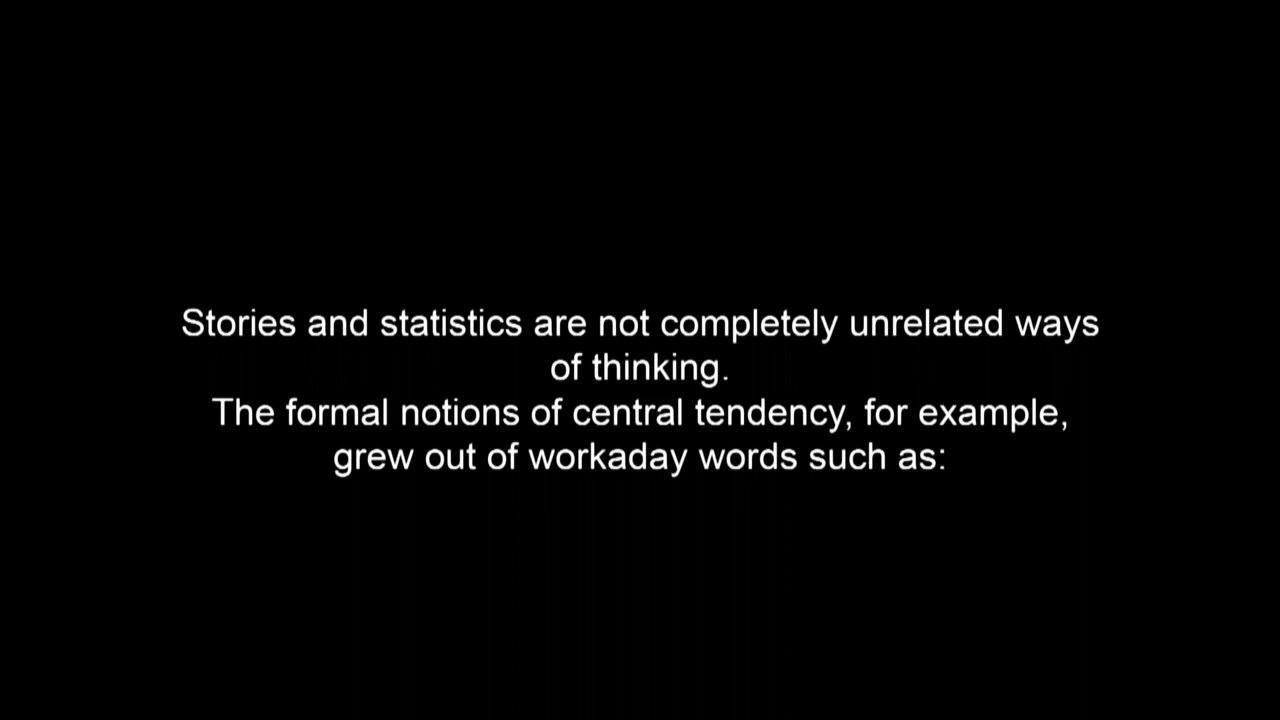 Stories and statistics are not completely unrelated ways
of thinking.
The formal notions of central tendency, for example,
grew out of workaday words such as: